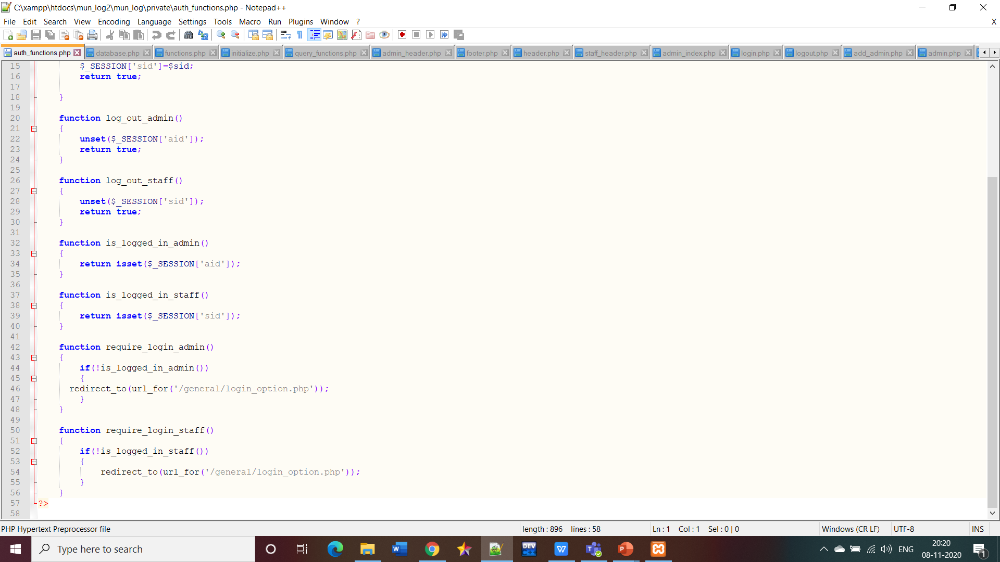 C:\xampp\htdocs\mun_log2\mun_log\private\auth_functions.php - Notepad++
File Edit Search View Encoding Language Settings Tools Macro Run Plugins Window ? X
auth_functions.php database.php functions.php initialize.php query_functions.php admin_header.php footer.php header.php staff_header.php admin_index.php login.php logout.php add_admin.php admin.php
15 $_SESSION['sid']=$sid;
16 return true;
17
18 }
19
20 function log_out_admin()
21 {
22 unset($_SESSION['aid']);
23 return true;
24 }
25
26 function log_out_staff()
27 {
28 unset($_SESSION['sid']);
29 return true;
30 }
31
32 function is_logged_in_admin()
33 {
34 return isset($_SESSION['aid']);
35 }
36
37 function is_logged_in_staff()
38 {
39 return isset($_SESSION['sid']);
40 }
41
42 function require_login_admin()
43 {
44 if(!is_logged_in_admin())
45 {
46 redirect_to(url_for('/general/login_option.php'));
47 }
48 }
49
50 function require_login_staff()
51 {
52 if(!is_logged_in_staff())
53 {
54 redirect_to(url_for('/general/login_option.php'));
55 }
56 }
57 ?>
58
PHP Hypertext Preprocessor file length : 896 lines : 58 Ln : 1 Col : 1 Sel : 0 | 0 Windows (CR LF) UTF-8 INS
Type here to search
DEV
C++
ENG
20:20
08-11-2020
1